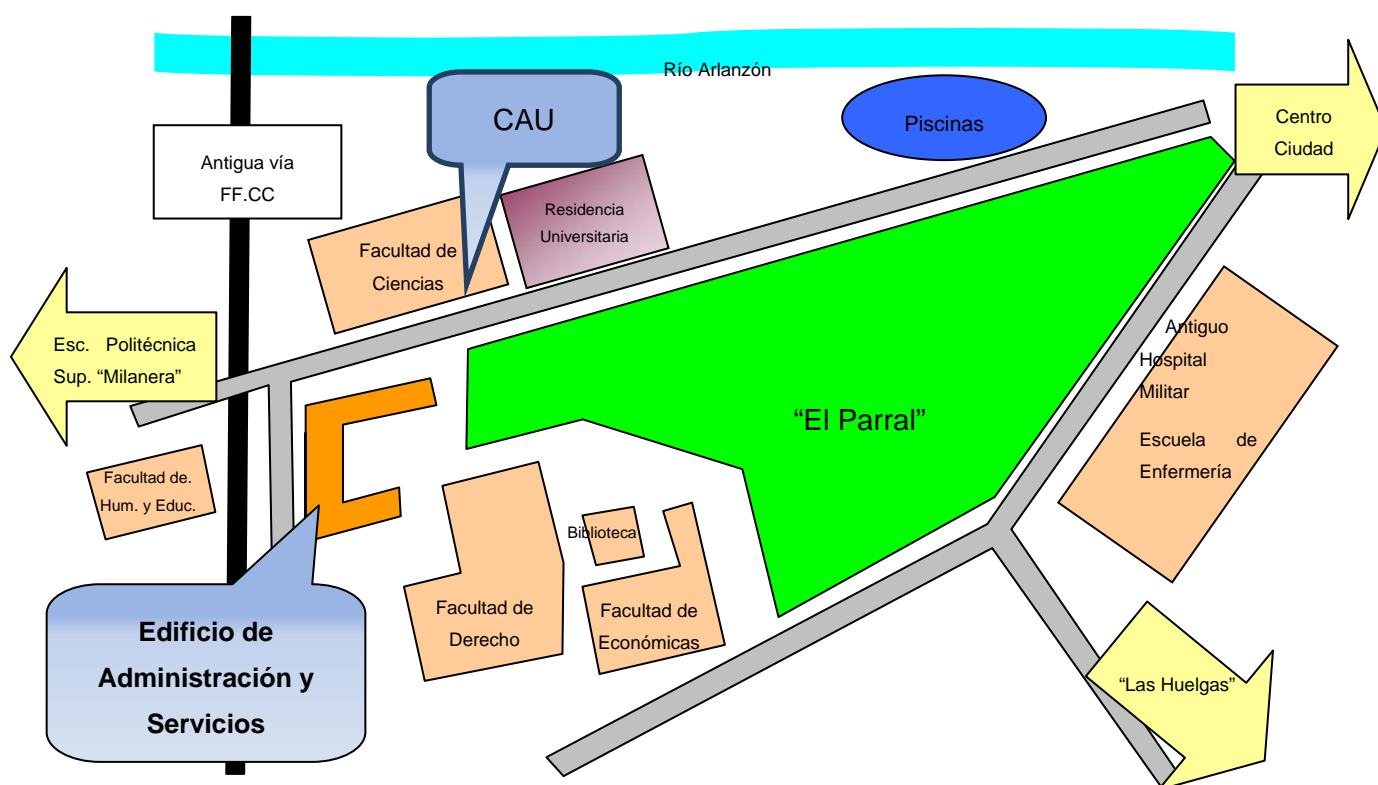 Río Arlanzón
CAU
Piscinas
Centro
Ciudad
Antigua vía
FF.CC
Residencia
Universitaria
Facultad de
Ciencias
Esc. Politécnica
Sup. “Milanera”
Antiguo
Hospital
Militar
Escuela de
Enfermería
“El Parral”
Facultad de.
Hum. y Educ.
Biblioteca
Facultad de
Derecho
Facultad de
Económicas
Edificio de
Administración y
Servicios
“Las Huelgas”